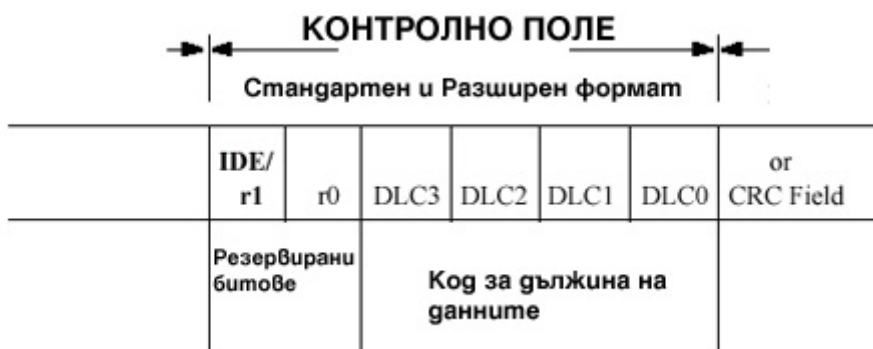 КОНТРОЛНО ПОЛЕ
Стандартен и Разширен формат
IDE/
r1
r0
DLC3
DLC2
DLC1
DLC0
or
CRC Field
Резервирани
битове
Код за дължина на
данните